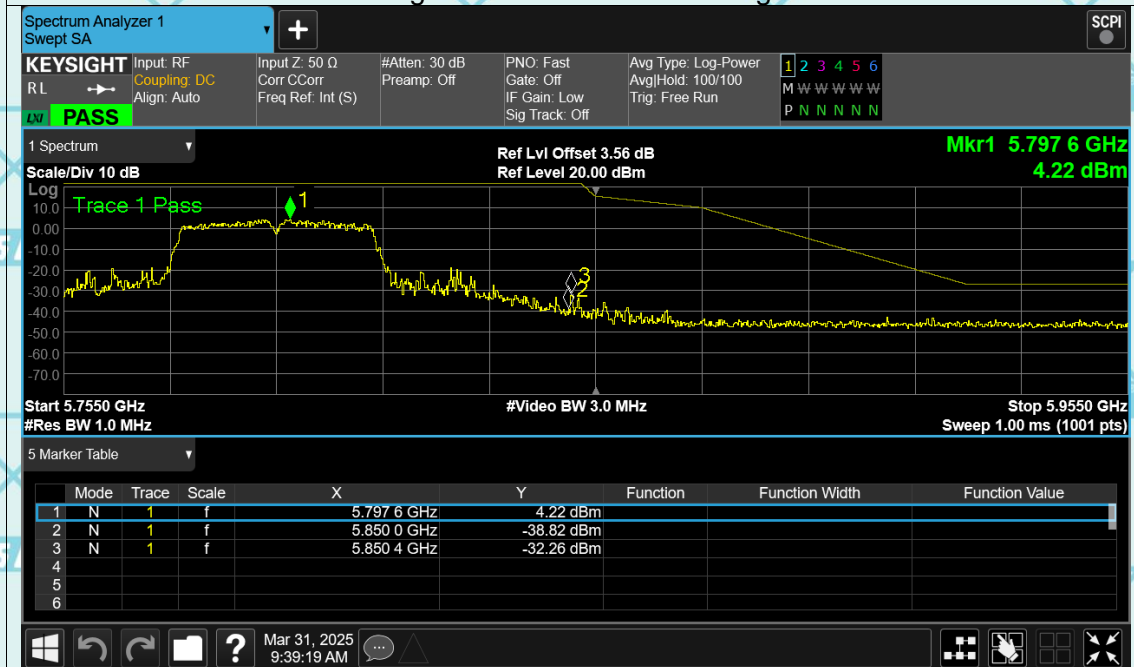 Spectrum Analyzer 1
Swept SA
+
SCPI
KEYSIGHT
RL
LXI PASS
Input: RF
Coupling: DC
Align: Auto
Input Z: 50 Ω
Corr CCorr
Freq Ref: Int (S)
#Atten: 30 dB
Preamp: Off
PNO: Fast
Gate: Off
IF Gain: Low
Sig Track: Off
Avg Type: Log-Power
Avg|Hold: 100/100
Trig: Free Run
1 2 3 4 5 6
M W W W W W
P N N N N N
1 Spectrum
Scale/Div 10 dB
Ref Lvl Offset 3.56 dB
Ref Level 20.00 dBm
Mkr1 5.797 6 GHz
4.22 dBm
Log
Trace 1 Pass
1
10.0
0.00
-10.0
-20.0
-30.0
-40.0
-50.0
-60.0
-70.0
3
2
Start 5.7550 GHz
#Video BW 3.0 MHz
Stop 5.9550 GHz
#Res BW 1.0 MHz
Sweep 1.00 ms (1001 pts)
5 Marker Table
Mode Trace Scale X Y Function Function Width Function Value
1 N 1 f 5.797 6 GHz 4.22 dBm
2 N 1 f 5.850 0 GHz -38.82 dBm
3 N 1 f 5.850 4 GHz -32.26 dBm
4
5
6
?
Mar 31, 2025
9:39:19 AM